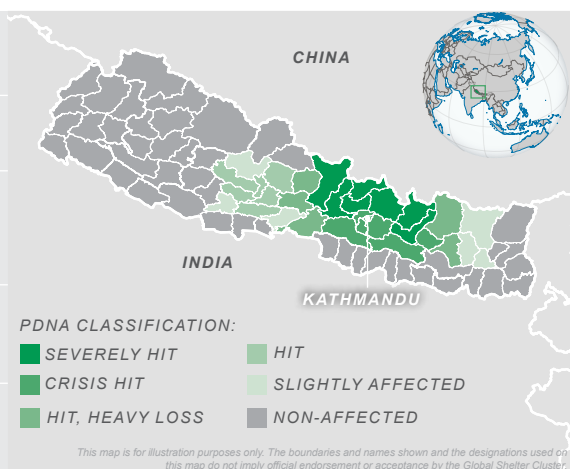 CHINA
INDIA
KATHMANDU
PDNA CLASSIFICATION:
SEVERELY HIT
HIT
CRISIS HIT
SLIGHTLY AFFECTED
HIT, HEAVY LOSS
NON-AFFECTED
This map is for illustration purposes only. The boundaries and names shown and the designations used on
this map do not imply official endorsement or acceptance by the Global Shelter Cluster.